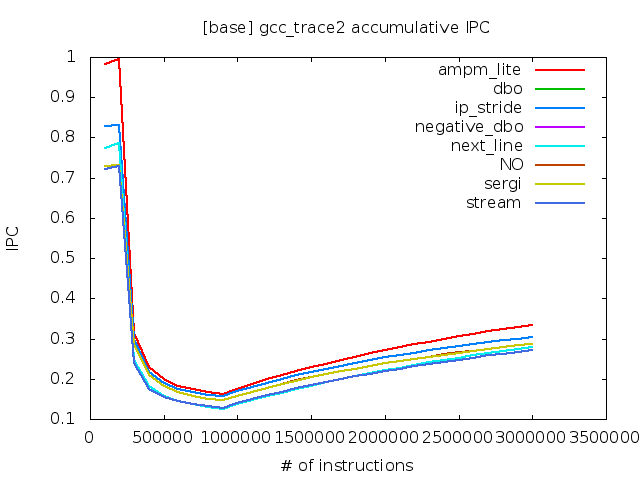 [base] gcc_trace2 accumulative IPC
1
0.9
0.8
0.7
0.6
0.5
0.4
0.3
0.2
0.1
IPC
ampm_lite
dbo
ip_stride
negative_dbo
next_line
NO
sergi
stream
0 500000 1000000 1500000 2000000 2500000 3000000 3500000
# of instructions